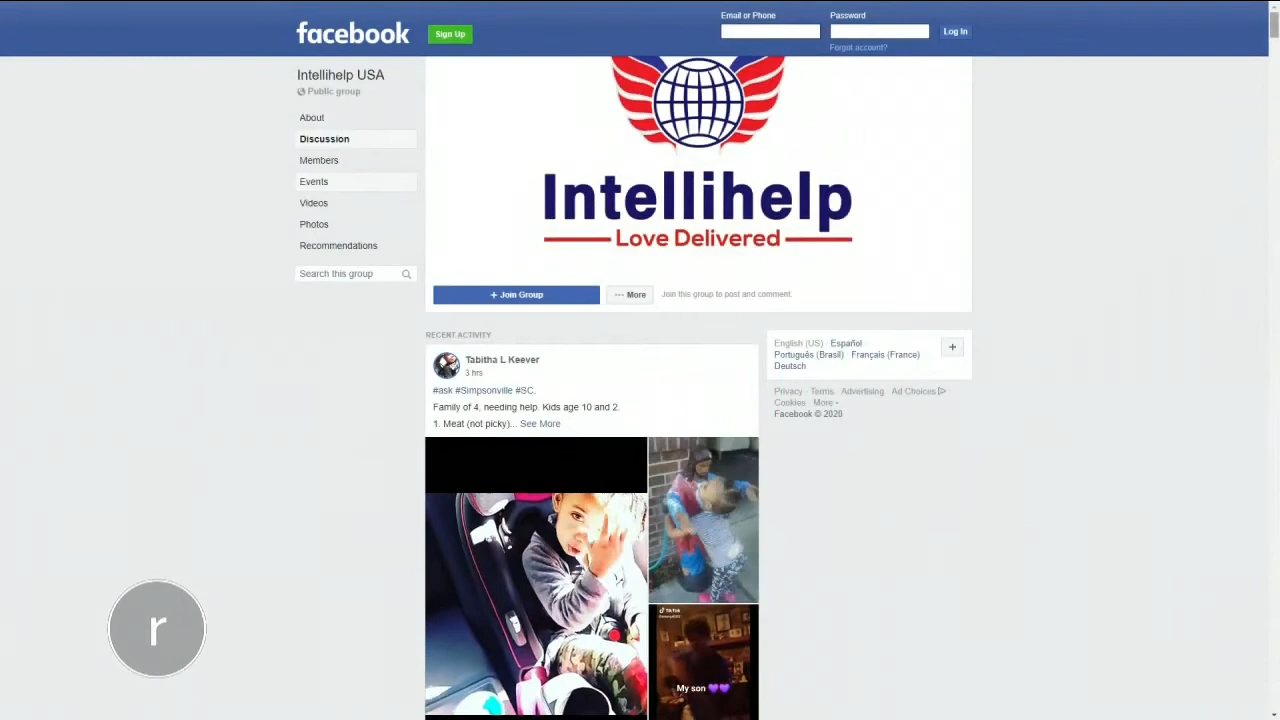 Email or Phone
Password
facebook
Sign Up
Log In
Forgot account?
Intellihelp USA
Public group
About
Discussion
Members
Events
Videos
Photos
Recommendations
Search this group
Intellihelp
Love Delivered
+ Join Group
··· More
Join this group to post and comment.
RECENT ACTIVITY
Tabitha L Keever
3 hrs
#ask #Simpsonville #SC.
Family of 4, needing help. Kids age 10 and 2.
1. Meat (not picky)... See More
English (US) · Español ·
Português (Brasil) · Français (France) ·
Deutsch
+
Privacy · Terms · Advertising · Ad Choices ·
Cookies · More
Facebook © 2020
TikTok
My son 💜💜
r